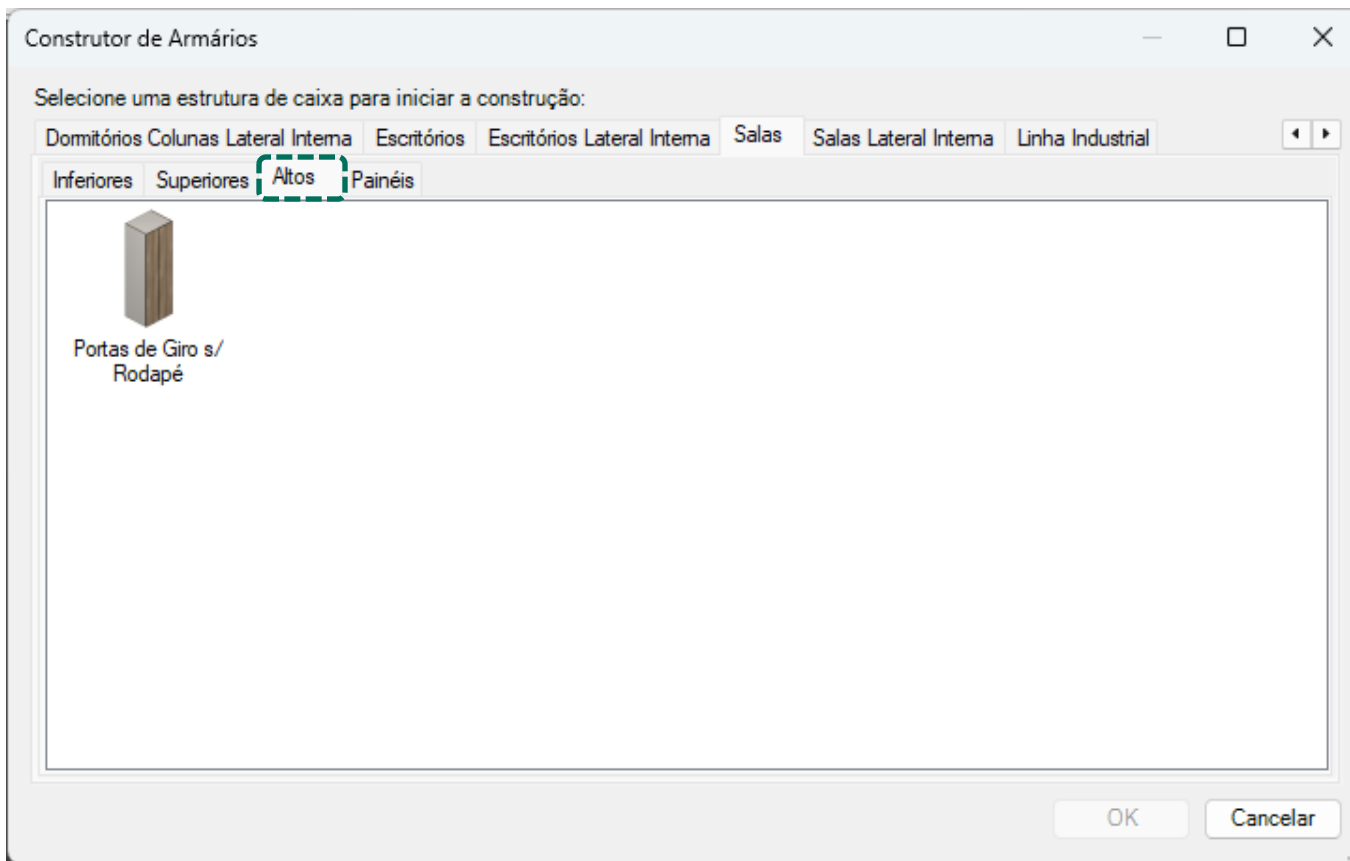 Construtor de Armários
Selecione uma estrutura de caixa para iniciar a construção:
Dormitórios Colunas Lateral Interna Escritórios Escritórios Lateral Interna Salas Salas Lateral Interna Linha Industrial
Inferiores Superiores Altos Painéis
Portas de Giro s/
Rodapé
OK Cancelar